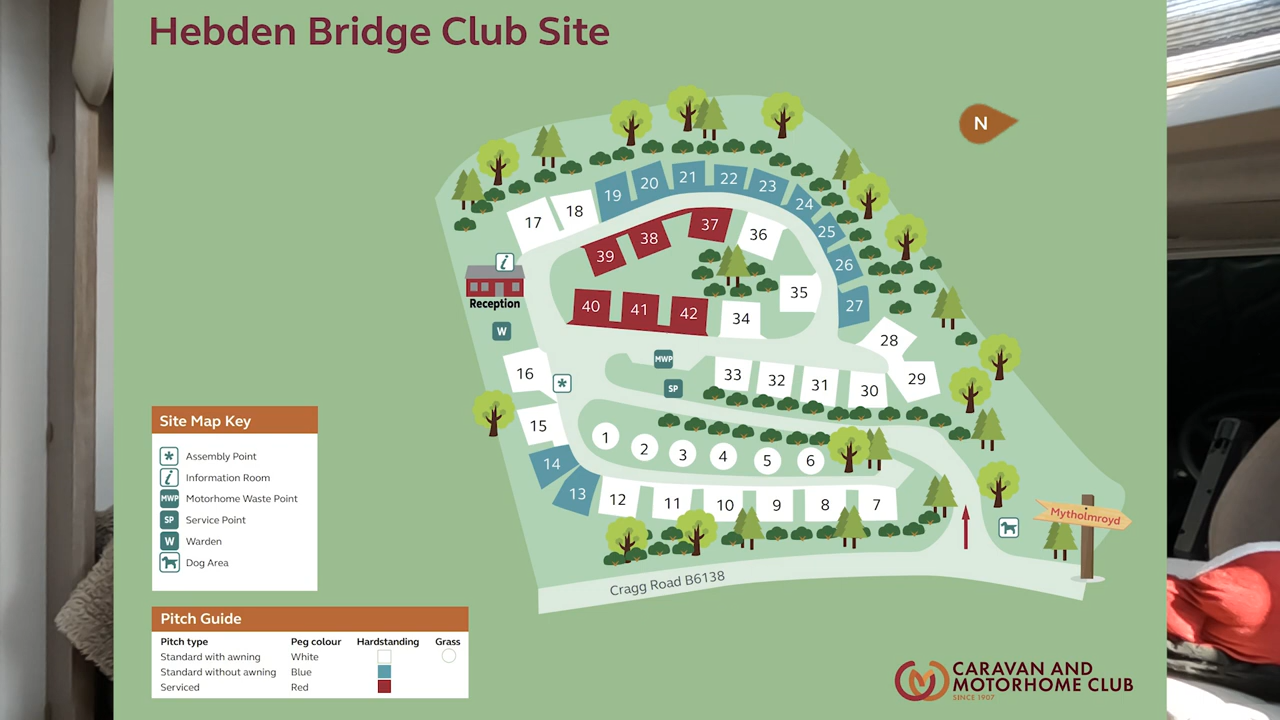 Hebden Bridge Club Site
N
20
21
22
23
19
24
18
17
25
37
36
38
39
26
i
Reception
35
27
40
41
42
34
W
28
MWP
16
33
32
31
30
29
*
SP
15
1
2
3
4
5
6
14
13
12
11
10
9
8
7
Mytholmroyd
Cragg Road B6138
Site Map Key
* Assembly Point
i Information Room
MWP Motorhome Waste Point
SP Service Point
W Warden
Dog Area
Pitch Guide
Pitch type Peg colour Hardstanding Grass
Standard with awning White
Standard without awning Blue
Serviced Red
CARAVAN AND
MOTORHOME CLUB
SINCE 1907